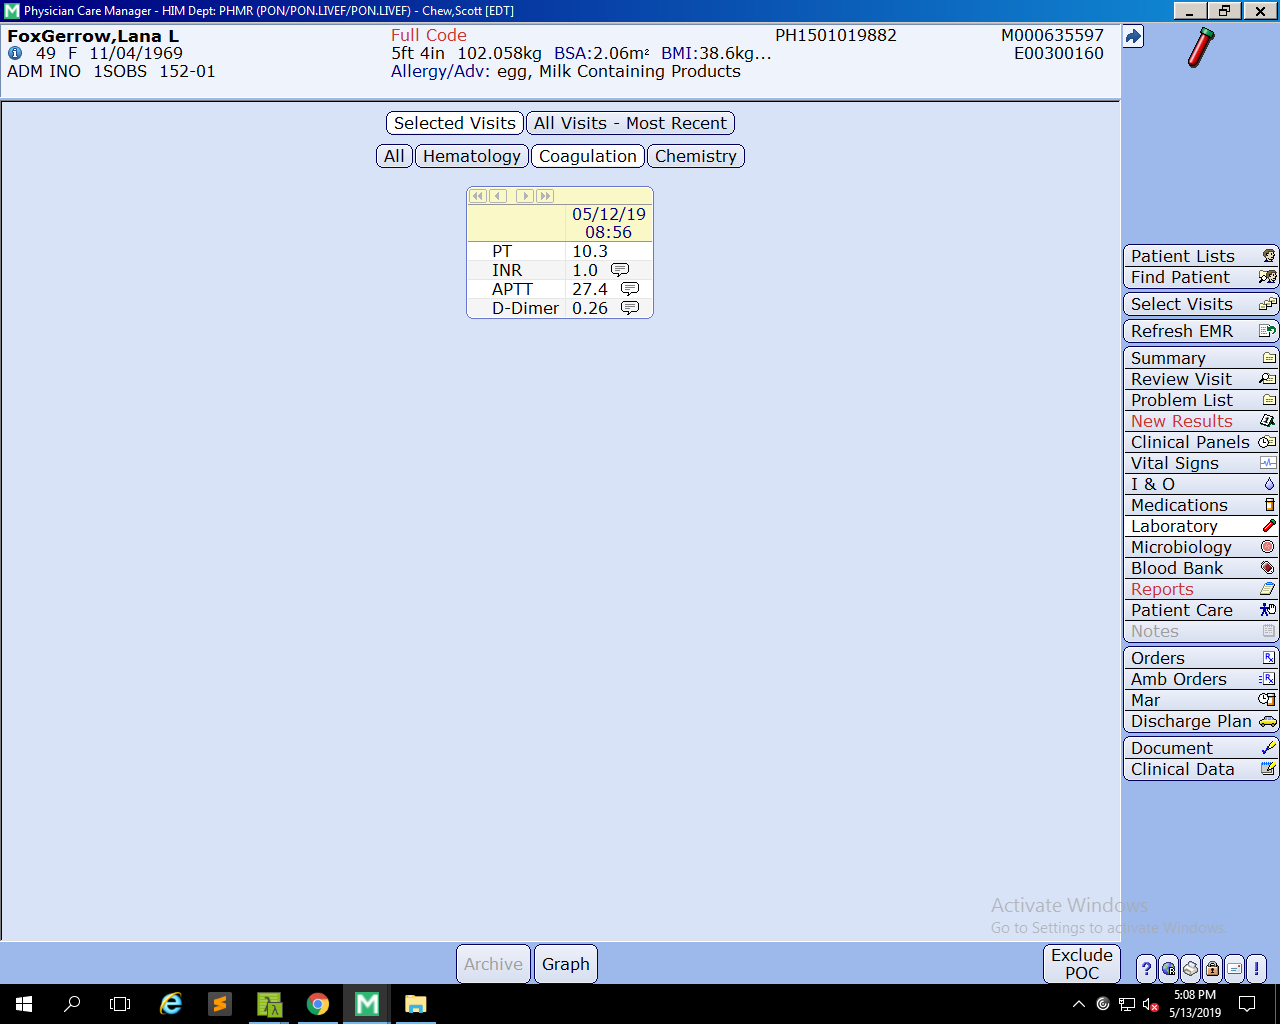 Physician Care Manager - HIM Dept: PHMR (PON/PON.LIVEF/PON.LIVEF) - Chew,Scott [EDT]
FoxGerrow,Lana L
49 F 11/04/1969
ADM INO 1SOBS 152-01
Full Code
5ft 4in 102.058kg BSA:2.06m² BMI:38.6kg...
Allergy/Adv: egg, Milk Containing Products
PH1501019882
M000635597
E00300160
Selected Visits
All Visits - Most Recent
All
Hematology
Coagulation
Chemistry
05/12/19
08:56
PT 10.3
INR 1.0
APTT 27.4
D-Dimer 0.26
Patient Lists
Find Patient
Select Visits
Refresh EMR
Summary
Review Visit
Problem List
New Results
Clinical Panels
Vital Signs
I & O
Medications
Laboratory
Microbiology
Blood Bank
Reports
Patient Care
Notes
Orders
Amb Orders
Mar
Discharge Plan
Document
Clinical Data
Activate Windows
Go to Settings to activate Windows.
Archive
Graph
Exclude
POC
5:08 PM
5/13/2019